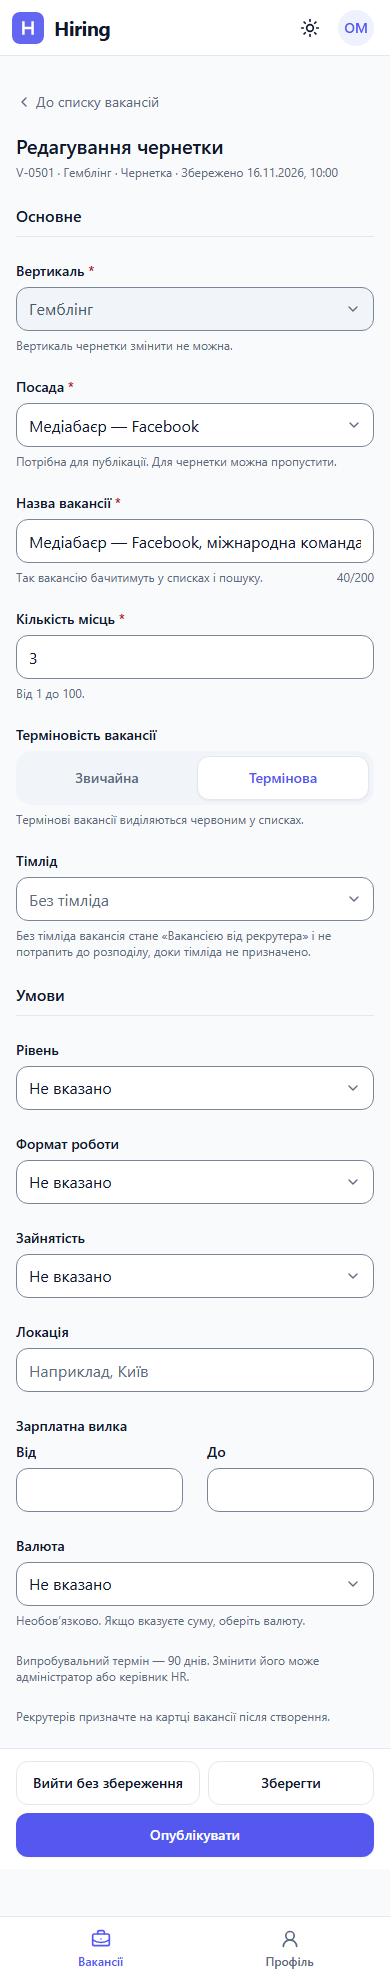 H Hiring OM
До списку вакансій
Редагування чернетки
V-0501 · Гемблінг · Чернетка · Збережено 16.11.2026, 10:00
Основне
Вертикаль *
Гемблінг
Вертикаль чернетки змінити не можна.
Посада *
Медіабаєр — Facebook
Потрібна для публікації. Для чернетки можна пропустити.
Назва вакансії *
Медіабаєр — Facebook, міжнародна команда
Так вакансію бачитимуть у списках і пошуку. 40/200
Кількість місць *
3
Від 1 до 100.
Терміновість вакансії
Звичайна Термінова
Термінові вакансії виділяються червоним у списках.
Тімлід
Без тімліда
Без тімліда вакансія стане «Вакансією від рекрутера» і не
потрапить до розподілу, доки тімліда не призначено.
Умови
Рівень
Не вказано
Формат роботи
Не вказано
Зайнятість
Не вказано
Локація
Наприклад, Київ
Зарплатна вилка
Від До
Валюта
Не вказано
Необов’язково. Якщо вказуєте суму, оберіть валюту.
Випробувальний термін — 90 днів. Змінити його може
адміністратор або керівник HR.
Рекрутерів призначте на картці вакансії після створення.
Вийти без збереження Зберегти
Опублікувати
Вакансії Профіль